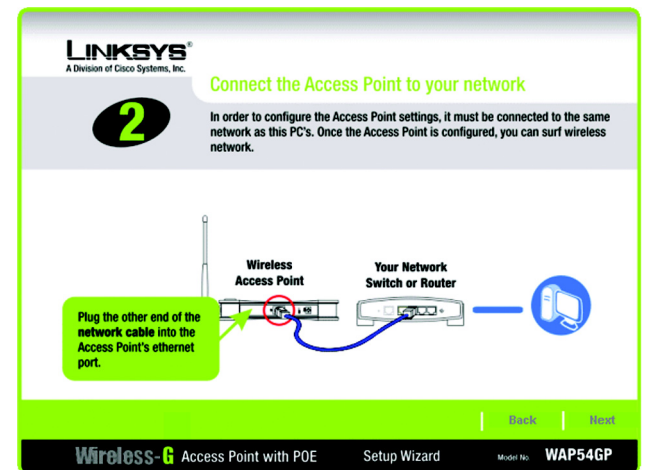 LINKSYS®
A Division of Cisco Systems, Inc.
Connect the Access Point to your network
2
In order to configure the Access Point settings, it must be connected to the same
network as this PC's. Once the Access Point is configured, you can surf wireless
network.
Wireless
Access Point
Your Network
Switch or Router
Plug the other end of the
network cable into the
Access Point's ethernet
port.
Back
Next
Wireless-G Access Point with POE
Setup Wizard
Model No
WAP54GP